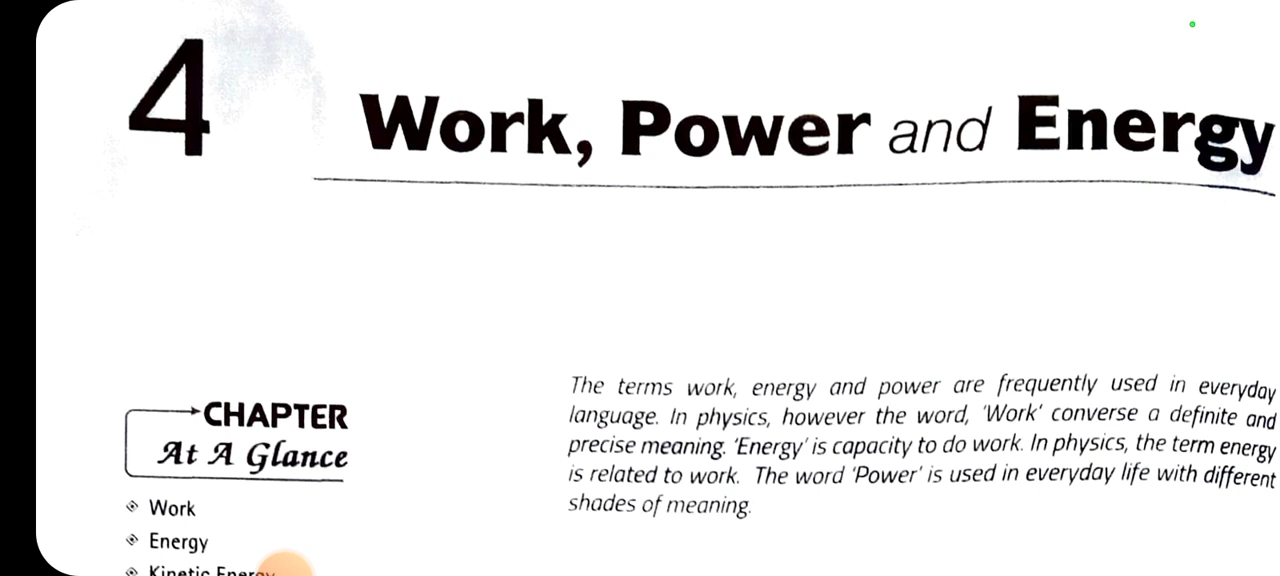 4
Work, Power and Energy
CHAPTER
At A Glance
Work
Energy
Kinetic Energy
The terms work, energy and power are frequently used in everyday
language. In physics, however the word, 'Work' converse a definite and
precise meaning. 'Energy' is capacity to do work. In physics, the term energy
is related to work. The word 'Power' is used in everyday life with different
shades of meaning.